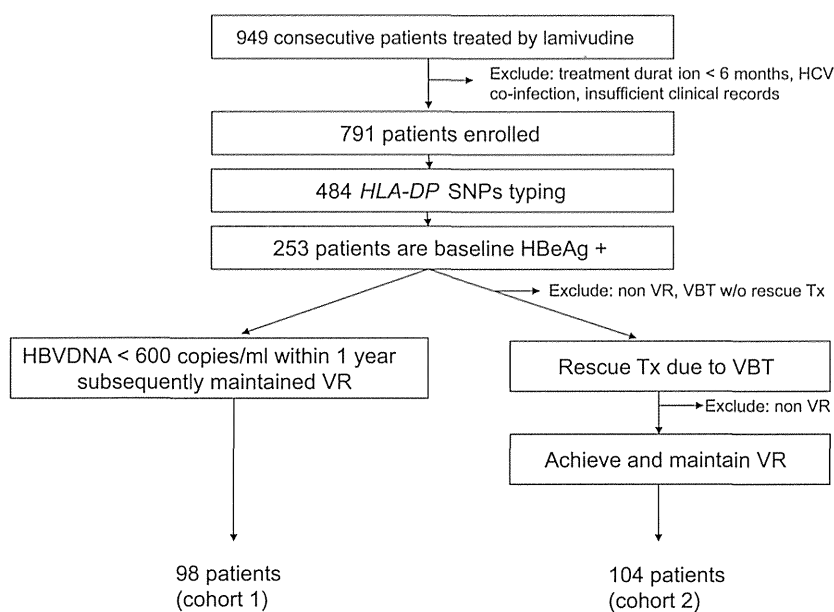 949 consecutive patients treated by lamivudine
Exclude: treatment durat ion < 6 months, HCV
co-infection, insufficient clinical records
791 patients enrolled
484 HLA-DP SNPs typing
253 patients are baseline HBeAg +
Exclude: non VR, VBT w/o rescue Tx
HBVDNA < 600 copies/ml within 1 year
subsequently maintained VR
Rescue Tx due to VBT
Exclude: non VR
Achieve and maintain VR
98 patients
(cohort 1)
104 patients
(cohort 2)